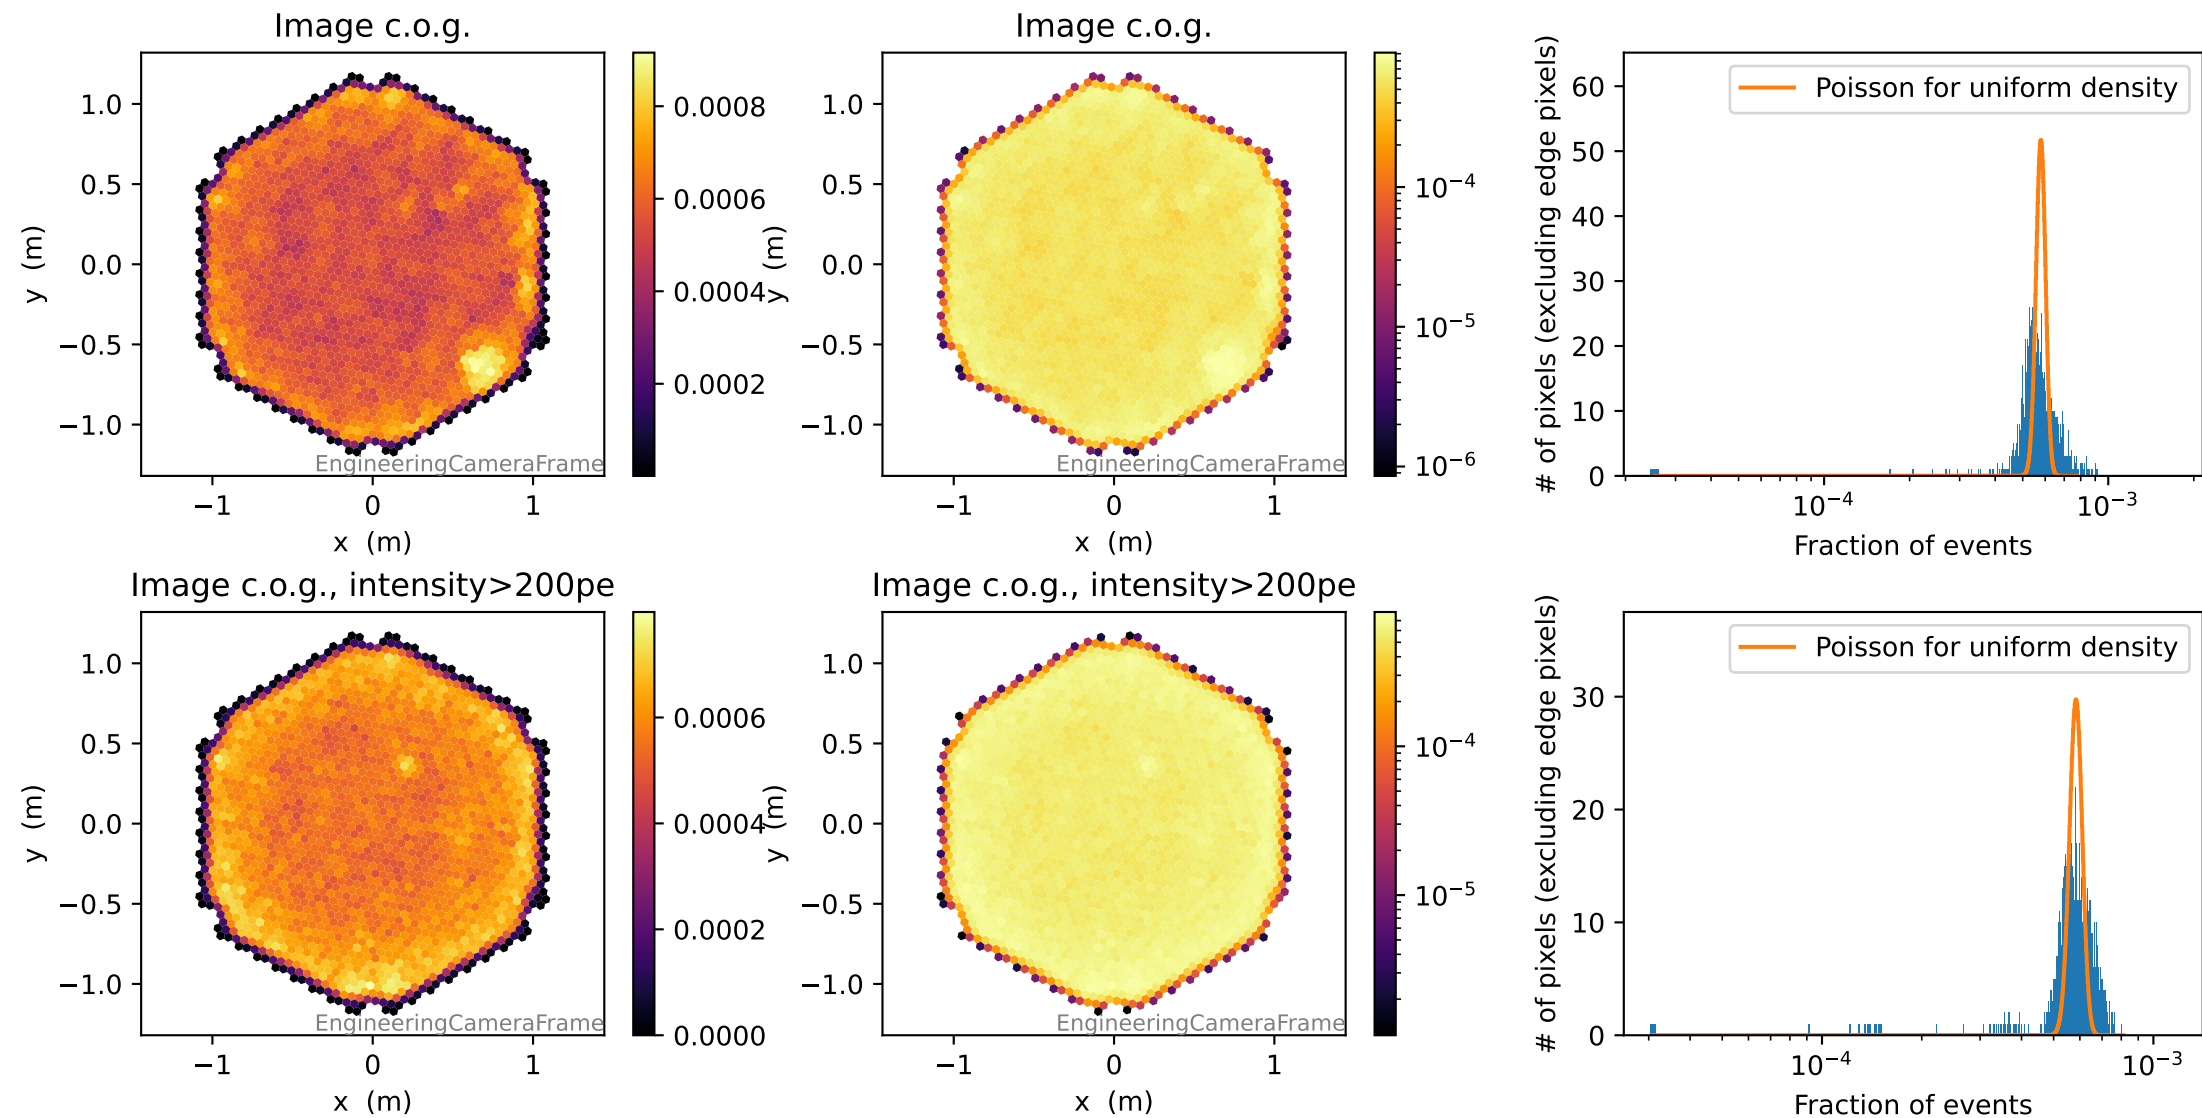 Image c.o.g.
1.0
0.5
0.0
−0.5
−1.0
y (m)
−1
0
1
x (m)
EngineeringCameraFrame
0.0008
0.0006
0.0004
0.0002
Image c.o.g.
1.0
0.5
0.0
−0.5
−1.0
y (m)
−1
0
1
x (m)
EngineeringCameraFrame
10⁻⁴
10⁻⁵
10⁻⁶
# of pixels (excluding edge pixels)
60
50
40
30
20
10
0
Poisson for uniform density
10⁻⁴
10⁻³
Fraction of events
Image c.o.g., intensity>200pe
1.0
0.5
0.0
−0.5
−1.0
y (m)
−1
0
1
x (m)
EngineeringCameraFrame
0.0006
0.0004
0.0002
0.0000
Image c.o.g., intensity>200pe
1.0
0.5
0.0
−0.5
−1.0
y (m)
−1
0
1
x (m)
EngineeringCameraFrame
10⁻⁴
10⁻⁵
# of pixels (excluding edge pixels)
30
20
10
0
Poisson for uniform density
10⁻⁴
10⁻³
Fraction of events